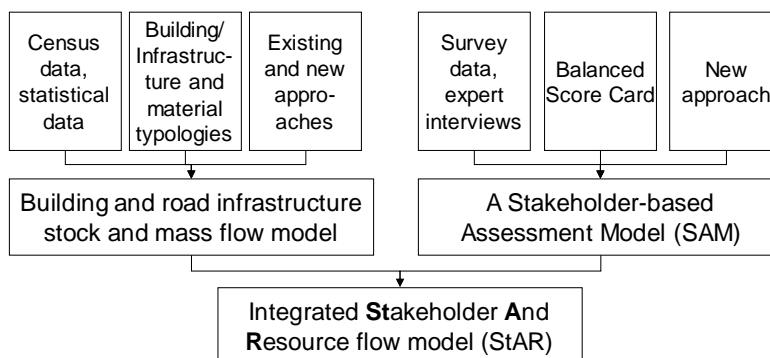 Census
data,
statistical
data
Building/
Infrastruc-
ture and
material
typologies
Existing
and new
appro-
aches
Survey
data,
expert
interviews
Balanced
Score Card
New
approach
Building and road infrastructure
stock and mass flow model
A Stakeholder-based
Assessment Model (SAM)
Integrated Stakeholder And
Resource flow model (StAR)